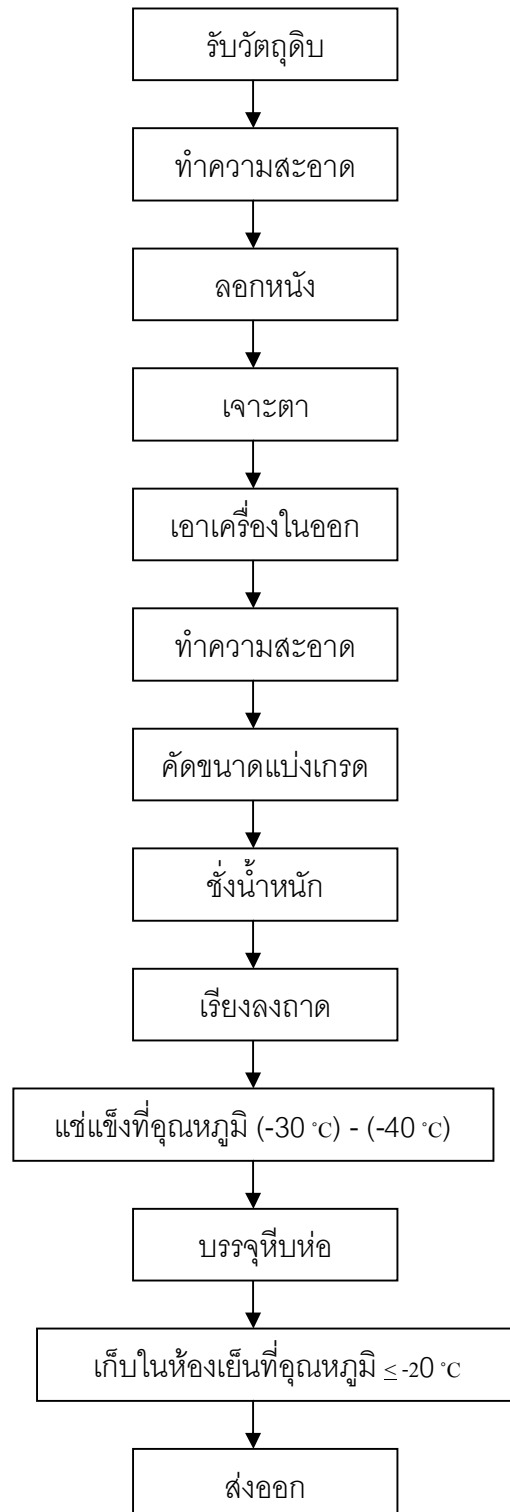 รับวัตถุดิบ
ทำความสะอาด
ลอกหนัง
เจาะตา
เอาเครื่องในออก
ทำความสะอาด
คัดขนาดแบ่งเกรด
ชั่งน้ำหนัก
เรียงลงถาด
แช่แข็งที่อุณหภูมิ (-30 °C) - (-40 °C)
บรรจุหีบห่อ
เก็บในห้องเย็นที่อุณหภูมิ ≤ -20 °C
ส่งออก